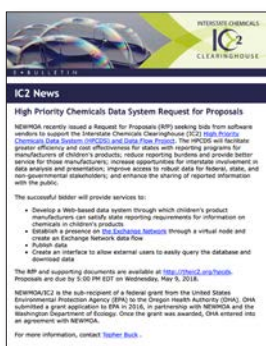 INTERSTATE CHEMICALS
IC2
CLEARINGHOUSE
E•BULLETIN
IC2 News
High Priority Chemicals Data System Request for Proposals
NEWMOA recently issued a Request for Proposals (RfP) seeking bids from software
vendors to support the Interstate Chemicals Clearinghouse (IC2) High Priority
Chemicals Data System (HPCDS) and Data Flow Project. The HPCDS will facilitate
greater efficiency and cost effectiveness for states with reporting programs for
manufacturers of children's products; reduce reporting burdens and provide better
service for those manufacturers; increase opportunities for interstate involvement in
data analysis and presentation; improve access to robust data for federal, state, and
non-governmental stakeholders; and enhance the sharing of reported information
with the public.
The successful bidder will provide services to:
• Develop a Web-based data system through which children's product
manufacturers can satisfy state reporting requirements for information on
chemicals in children's products
• Establish a presence on the Exchange Network through a virtual node and
create an Exchange Network data flow
• Publish data
• Create an interface to allow external users to easily query the database and
download data
The RfP and supporting documents are available at http://theic2.org/hpcds.
Proposals are due by 5:00 PM EDT on Wednesday, May 9, 2018.
NEWMOA/IC2 is the sub-recipient of a federal grant from the United States
Environmental Protection Agency (EPA) to the Oregon Health Authority (OHA). OHA
submitted a grant application to EPA in 2016, in partnership with NEWMOA and the
Washington Department of Ecology. Once the grant was awarded, OHA entered into
an agreement with NEWMOA.
For more information, contact Topher Buck.